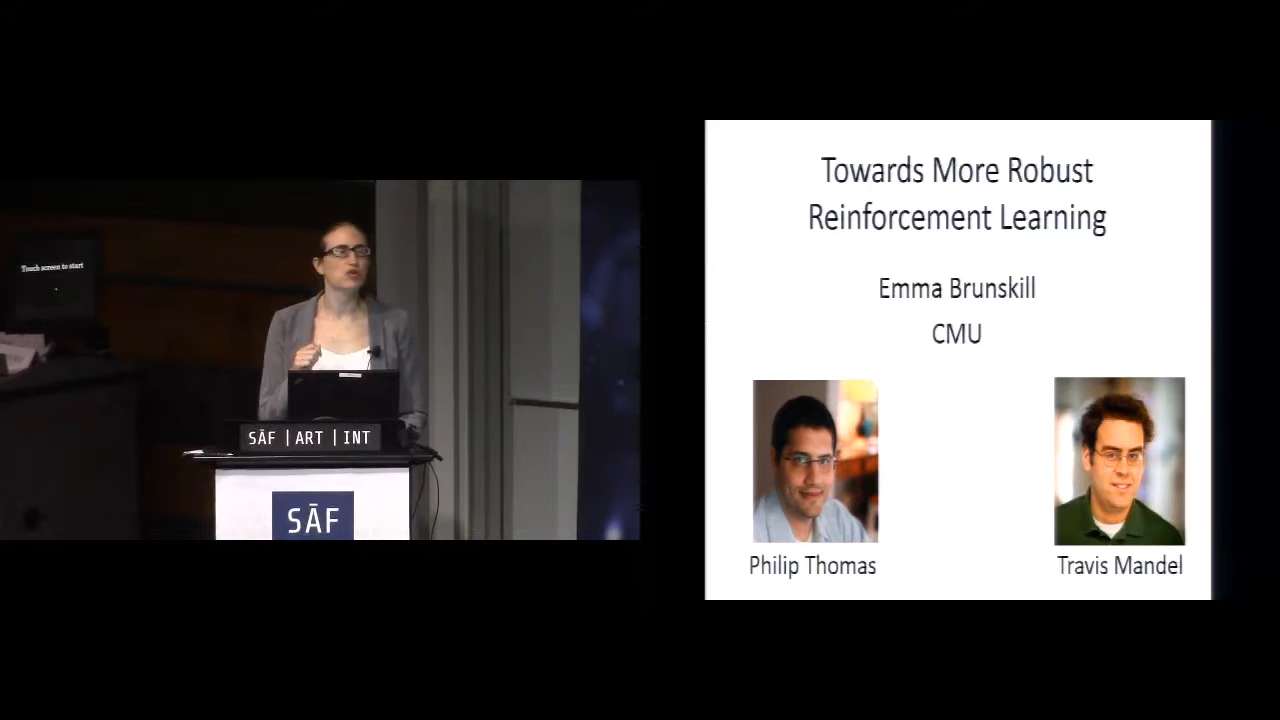 Touch screen to start
SĀF | ART | INT
SĀF
Towards More Robust
Reinforcement Learning
Emma Brunskill
CMU
Philip Thomas
Travis Mandel